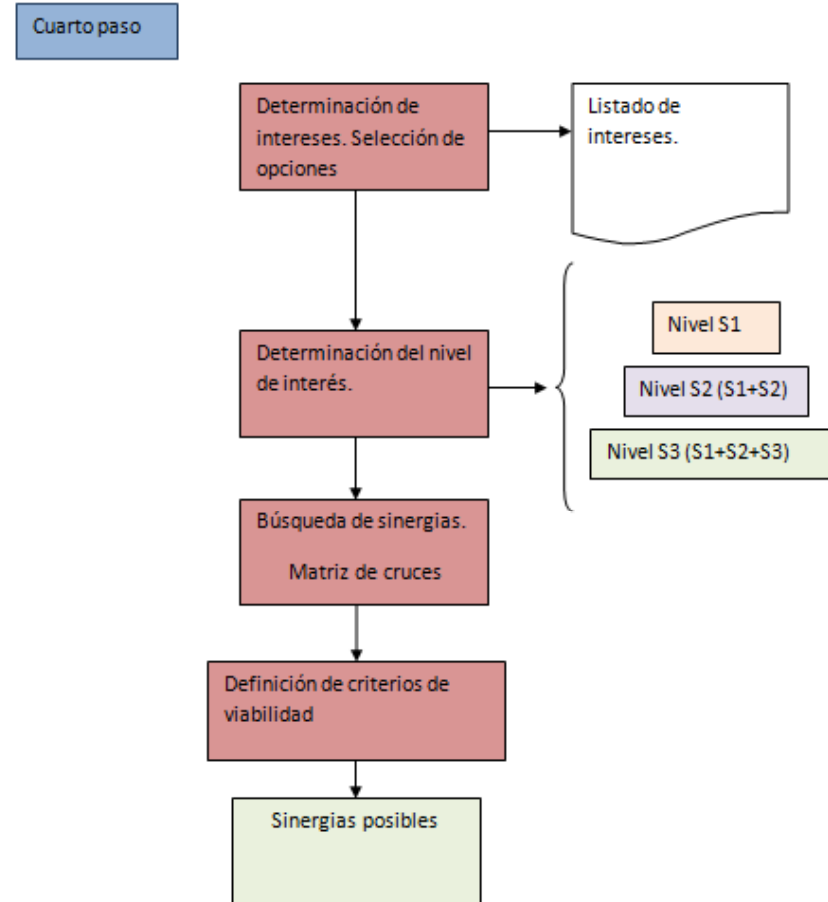 Cuarto paso
Determinación de
intereses. Selección de
opciones
Listado de
intereses.
Determinación del nivel
de interés.
Nivel S1
Nivel S2 (S1+S2)
Nivel S3 (S1+S2+S3)
Búsqueda de sinergias.
Matriz de cruces
Definición de criterios de
viabilidad
Sinergias posibles